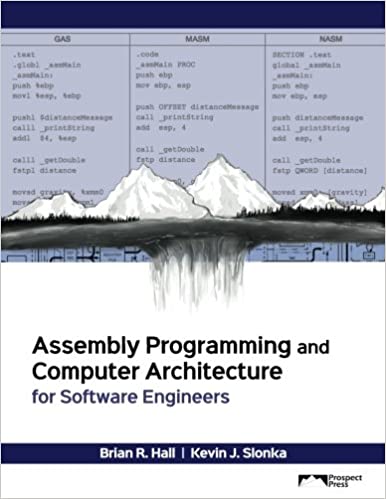 GAS MASM NASM
.text .code SECTION .text
.globl _asmMain _asmMain PROC global _asmMain
_asmMain: push ebp _asmMain:
push %ebp mov ebp, esp push ebp
movl %esp, %ebp mov ebp, esp
push OFFSET distanceMessage
pushl $distanceMessage call _printString push distanceMessage
call _printString add esp, 4 call _printString
addl $4, %esp add esp, 4
call _getDouble
call _getDouble fstp distance call _getDouble
fstpl distance fstp QWORD [distance]
movsd gravity, %xmm0 [gravity]
Assembly Programming and
Computer Architecture
for Software Engineers
Brian R. Hall | Kevin J. Slonka
Prospect
Press